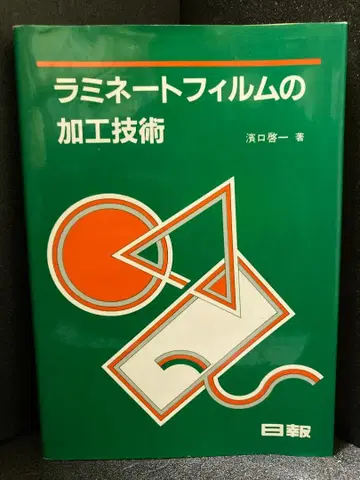 ラミネートフィルムの
加工技術
濱口啓一 著
日報